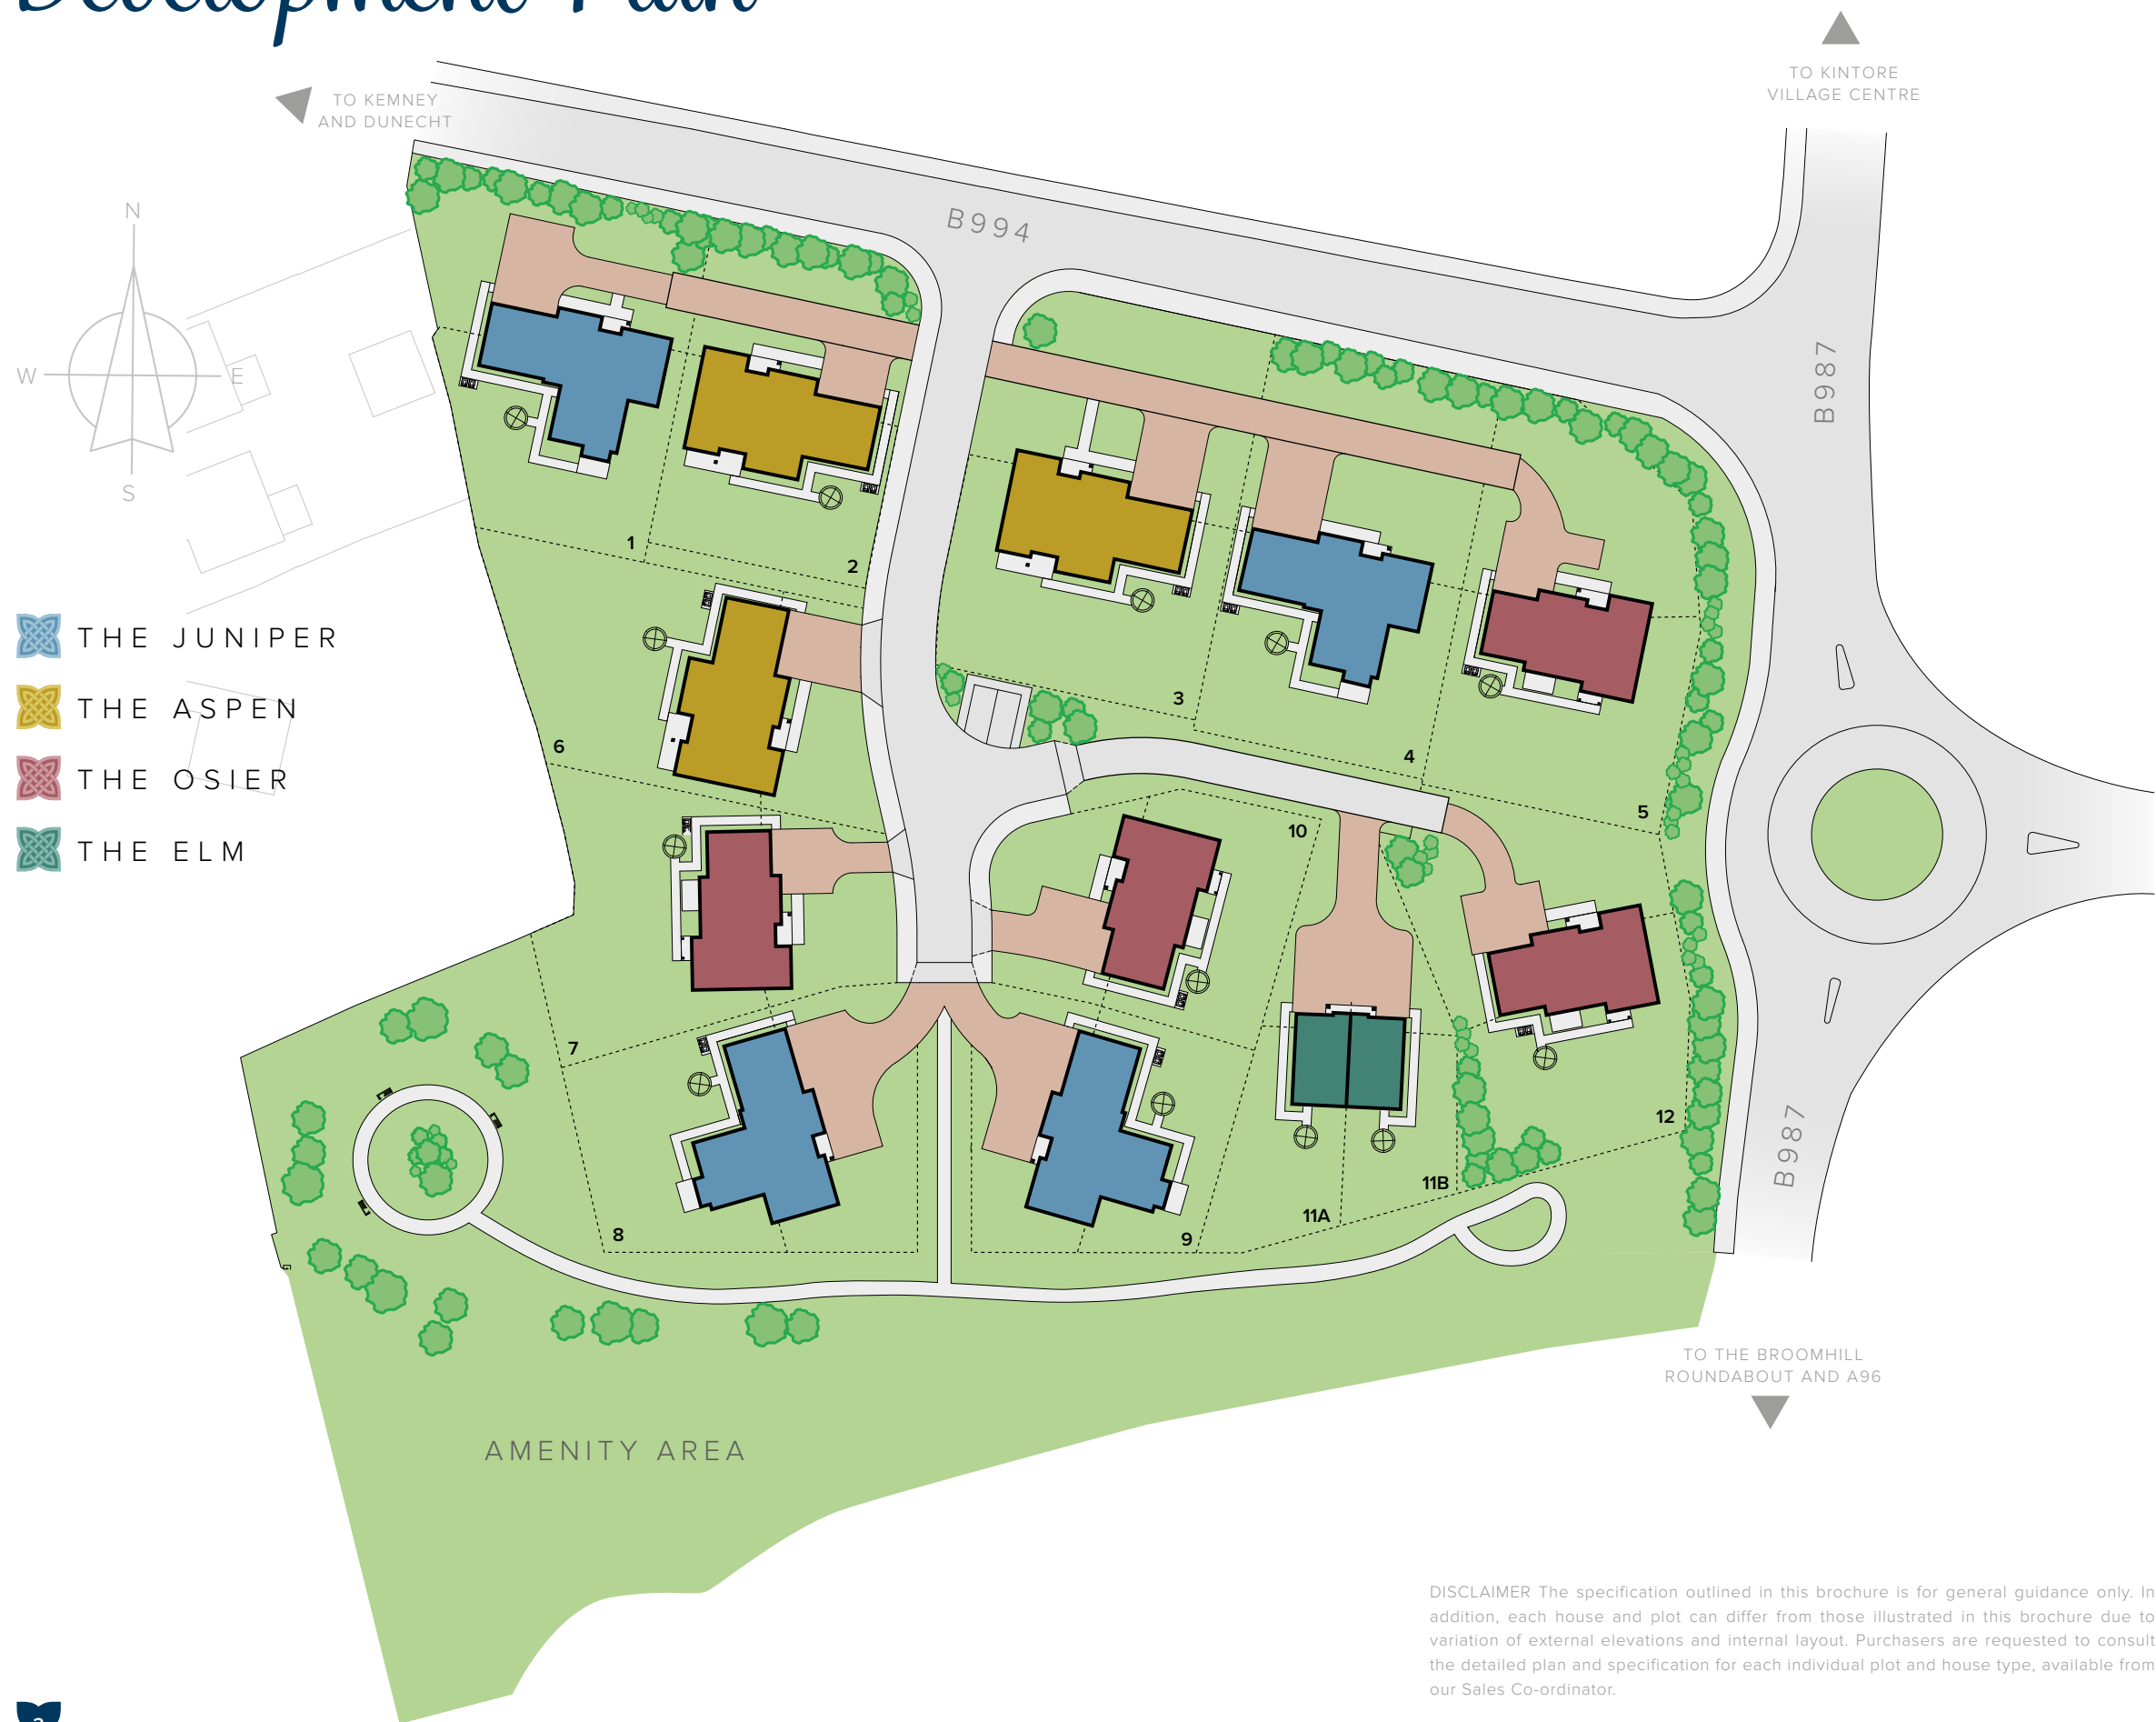 Development Plan
TO KINTORE
VILLAGE CENTRE
TO KEMNEY
AND DUNECHT
B994
N
W
E
S
B987
THE JUNIPER
THE ASPEN
THE OSIER
THE ELM
1
2
3
4
5
6
7
8
9
10
11A
11B
12
B987
TO THE BROOMHILL
ROUNDABOUT AND A96
AMENITY AREA
DISCLAIMER The specification outlined in this brochure is for general guidance only. In
addition, each house and plot can differ from those illustrated in this brochure due to
variation of external elevations and internal layout. Purchasers are requested to consult
the detailed plan and specification for each individual plot and house type, available from
our Sales Co-ordinator.